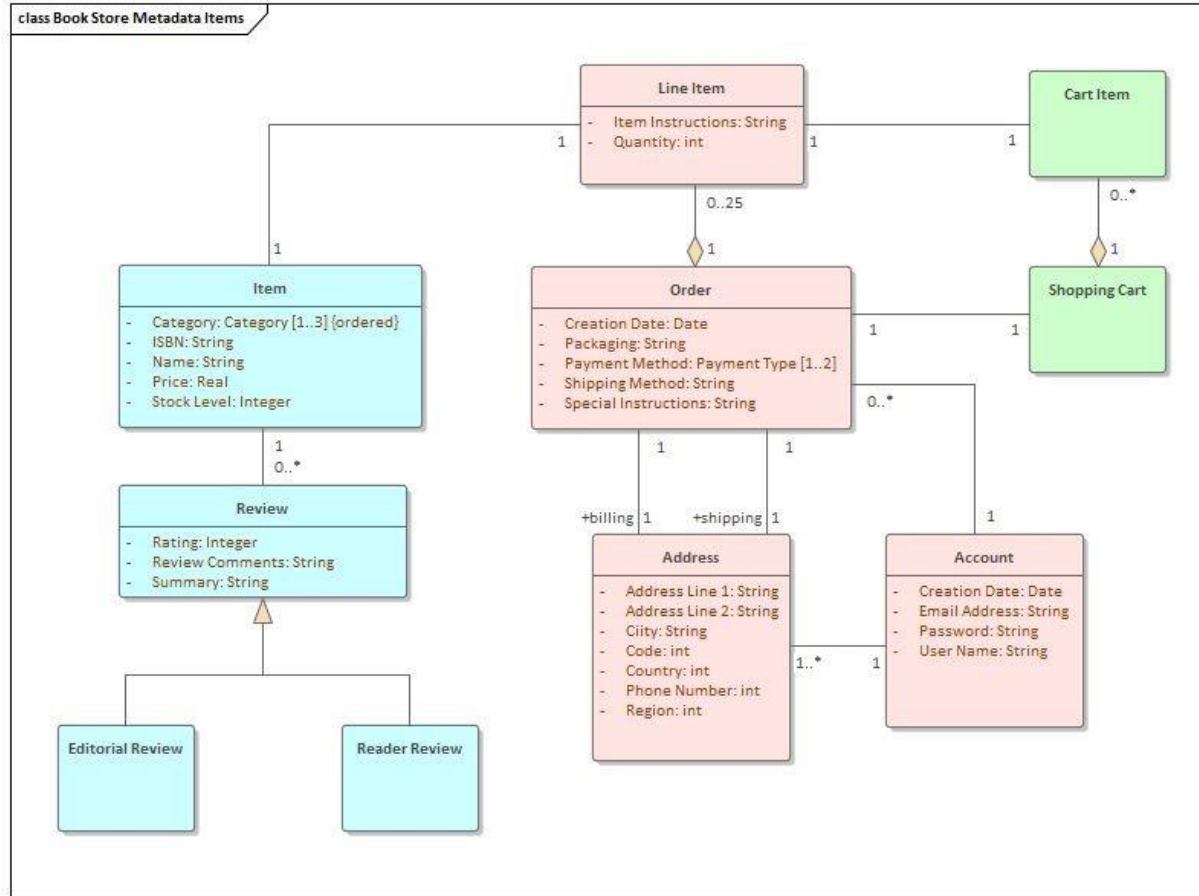 class Book Store Metadata Items
Line Item
- Item Instructions: String
- Quantity: int
Cart Item
1
1
1
1
0..25
0..*
1
1
1
Item
- Category: Category [1..3] {ordered}
- ISBN: String
- Name: String
- Price: Real
- Stock Level: Integer
Order
- Creation Date: Date
- Packaging: String
- Payment Method: Payment Type [1..2]
- Shipping Method: String
- Special Instructions: String
Shopping Cart
1
1
0..*
1
0..*
1
1
Review
- Rating: Integer
- Review Comments: String
- Summary: String
+billing 1
+shipping 1
1
Address
- Address Line 1: String
- Address Line 2: String
- Ciity: String
- Code: int
- Country: int
- Phone Number: int
- Region: int
Account
- Creation Date: Date
- Email Address: String
- Password: String
- User Name: String
1..*
1
Editorial Review
Reader Review